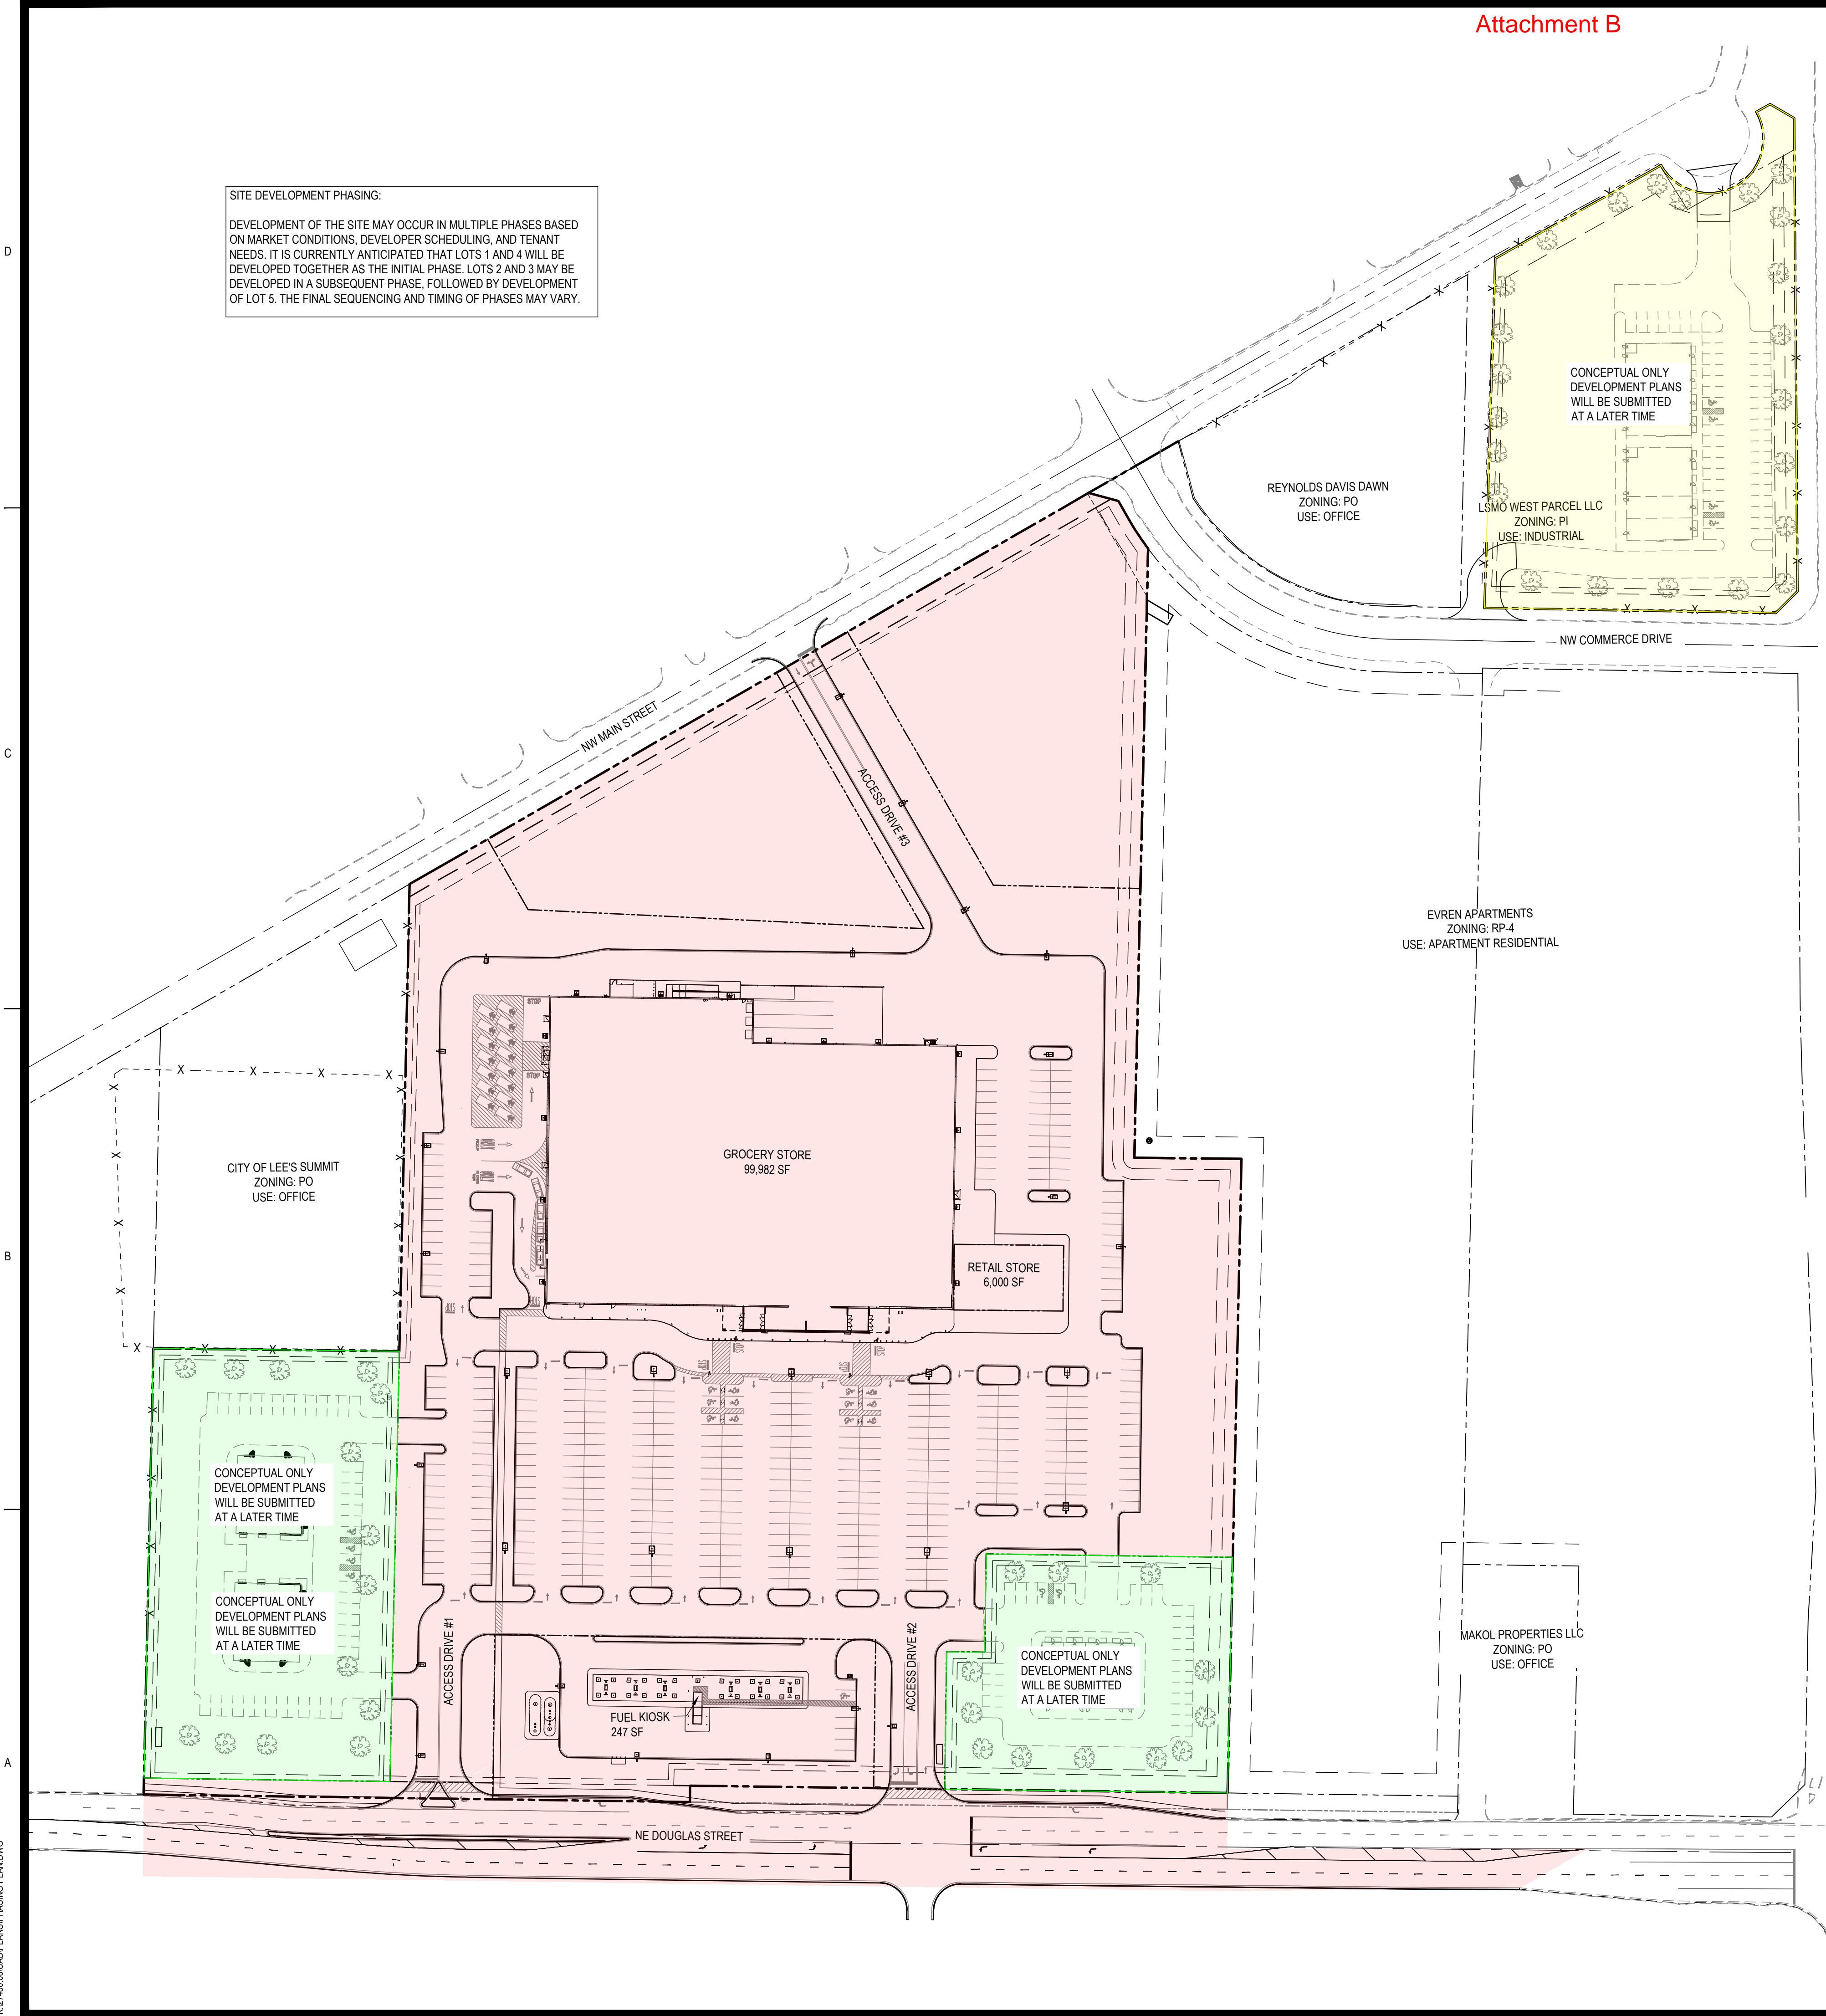 Attachment B
SITE DEVELOPMENT PHASING:
DEVELOPMENT OF THE SITE MAY OCCUR IN MULTIPLE PHASES BASED
ON MARKET CONDITIONS, DEVELOPER SCHEDULING, AND TENANT
NEEDS. IT IS CURRENTLY ANTICIPATED THAT LOTS 1 AND 4 WILL BE
DEVELOPED TOGETHER AS THE INITIAL PHASE. LOTS 2 AND 3 MAY BE
DEVELOPED IN A SUBSEQUENT PHASE, FOLLOWED BY DEVELOPMENT
OF LOT 5. THE FINAL SEQUENCING AND TIMING OF PHASES MAY VARY.
D
C
B
A
CONCEPTUAL ONLY
DEVELOPMENT PLANS
WILL BE SUBMITTED
AT A LATER TIME
REYNOLDS DAVIS DAWN
ZONING: PO
USE: OFFICE
LSMO WEST PARCEL LLC
ZONING: PI
USE: INDUSTRIAL
NW COMMERCE DRIVE
NW MAIN STREET
ACCESS DRIVE #3
EVREN APARTMENTS
ZONING: RP-4
USE: APARTMENT RESIDENTIAL
STOP
STOP
GROCERY STORE
99,982 SF
CITY OF LEE'S SUMMIT
ZONING: PO
USE: OFFICE
RETAIL STORE
6,000 SF
CONCEPTUAL ONLY
DEVELOPMENT PLANS
WILL BE SUBMITTED
AT A LATER TIME
CONCEPTUAL ONLY
DEVELOPMENT PLANS
WILL BE SUBMITTED
AT A LATER TIME
ACCESS DRIVE #1
ACCESS DRIVE #2
CONCEPTUAL ONLY
DEVELOPMENT PLANS
WILL BE SUBMITTED
AT A LATER TIME
MAKOL PROPERTIES LLC
ZONING: PO
USE: OFFICE
FUEL KIOSK
247 SF
NE DOUGLAS STREET